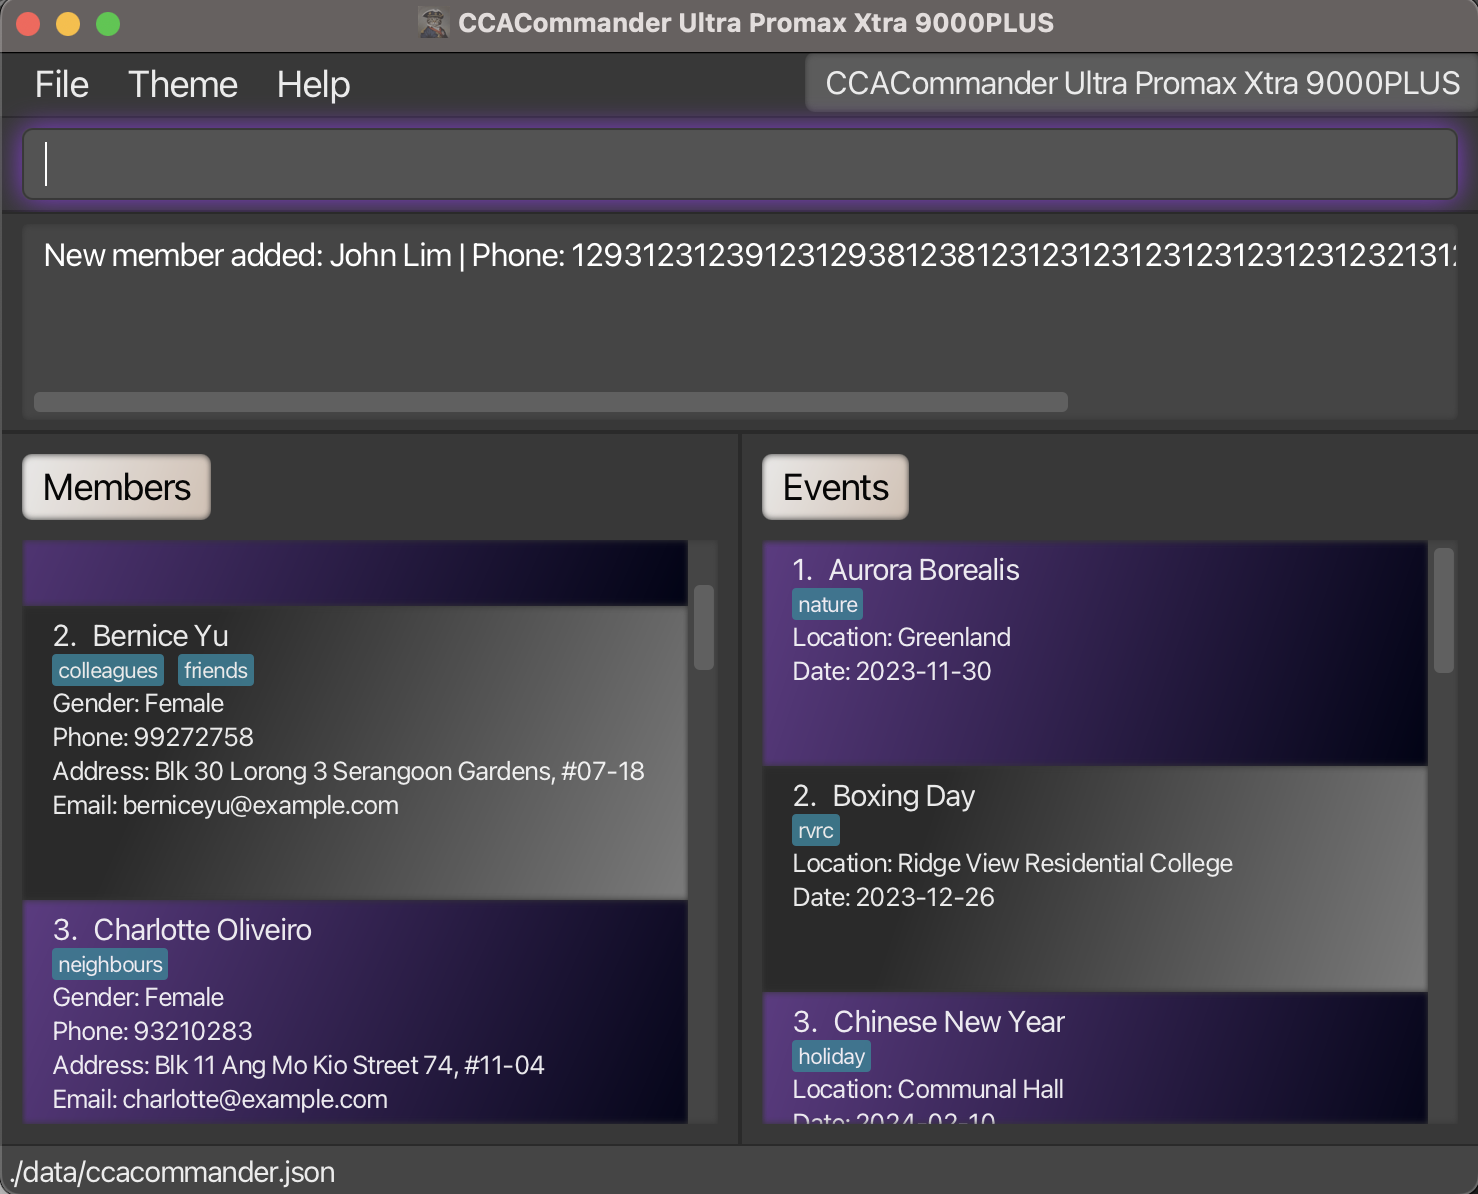 CCACommander Ultra Promax Xtra 9000PLUS
File Theme Help CCACommander Ultra Promax Xtra 9000PLUS
New member added: John Lim | Phone: 
Members
2. Bernice Yu
colleagues friends
Gender: Female
Phone: 99272758
Address: Blk 30 Lorong 3 Serangoon Gardens, #07-18
Email: berniceyu@example.com
3. Charlotte Oliveiro
neighbours
Gender: Female
Phone: 93210283
Address: Blk 11 Ang Mo Kio Street 74, #11-04
Email: charlotte@example.com
Events
1. Aurora Borealis
nature
Location: Greenland
Date: 2023-11-30
2. Boxing Day
rvrc
Location: Ridge View Residential College
Date: 2023-12-26
3. Chinese New Year
holiday
Location: Communal Hall
Date: 2024-02-10
./data/ccacommander.json